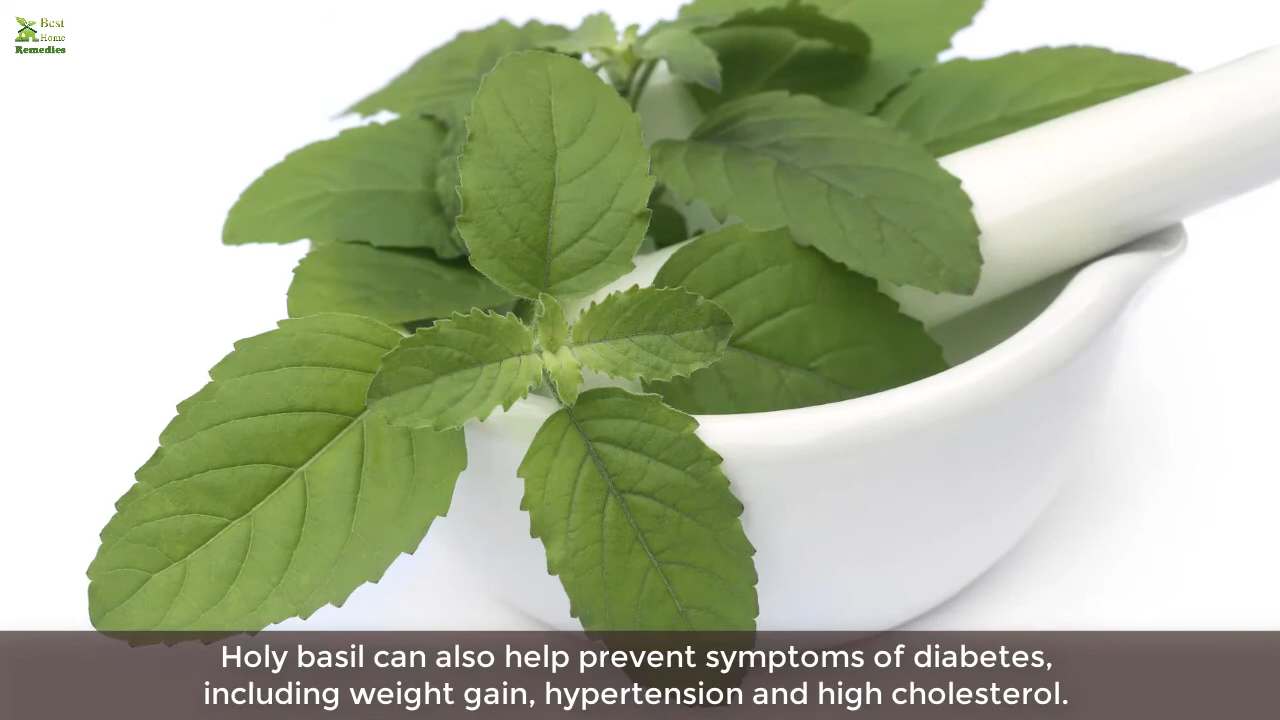 Best
Home
Remedies
Holy basil can also help prevent symptoms of diabetes,
including weight gain, hypertension and high cholesterol.